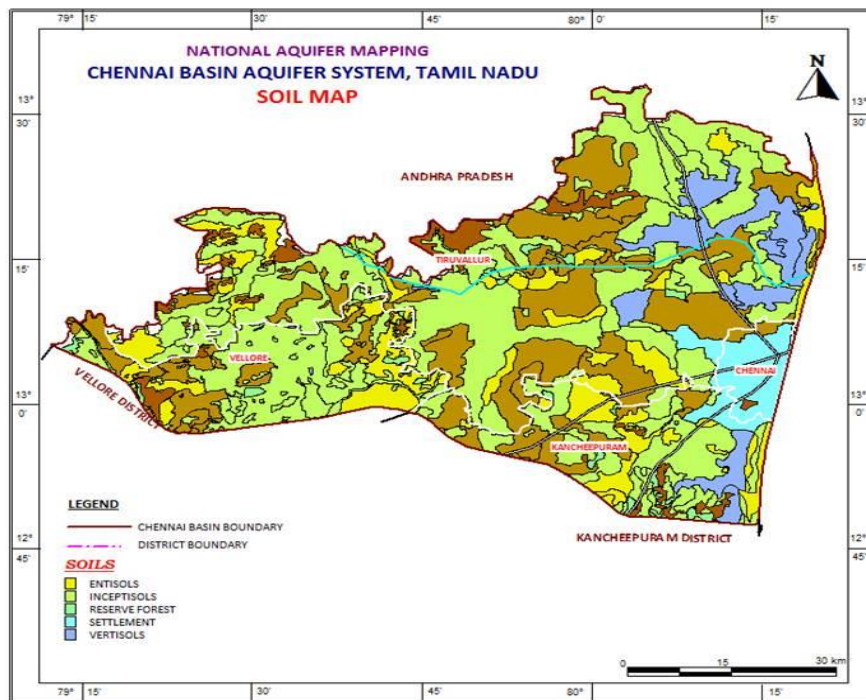 79° 15' 30' 45' 80° 0' 15'
NATIONAL AQUIFER MAPPING
CHENNAI BASIN AQUIFER SYSTEM, TAMIL NADU
SOIL MAP
N
13° 30' 13° 30'
ANDHRA PRADESH
TIRUVALLUR
15' 15'
VELLORE
CHENNAI
VELLORE DISTRICT
13° 0' 13° 0'
KANCHEEPURAM
LEGEND
CHENNAI BASIN BOUNDARY
DISTRICT BOUNDARY
KANCHEEPURAM DISTRICT
12° 45' 12° 45'
SOILS
ENTISOLS
INCEPTISOLS
RESERVE FOREST
SETTLEMENT
VERTISOLS
0 15 30 km
79° 15' 30' 45' 80° 0' 15'